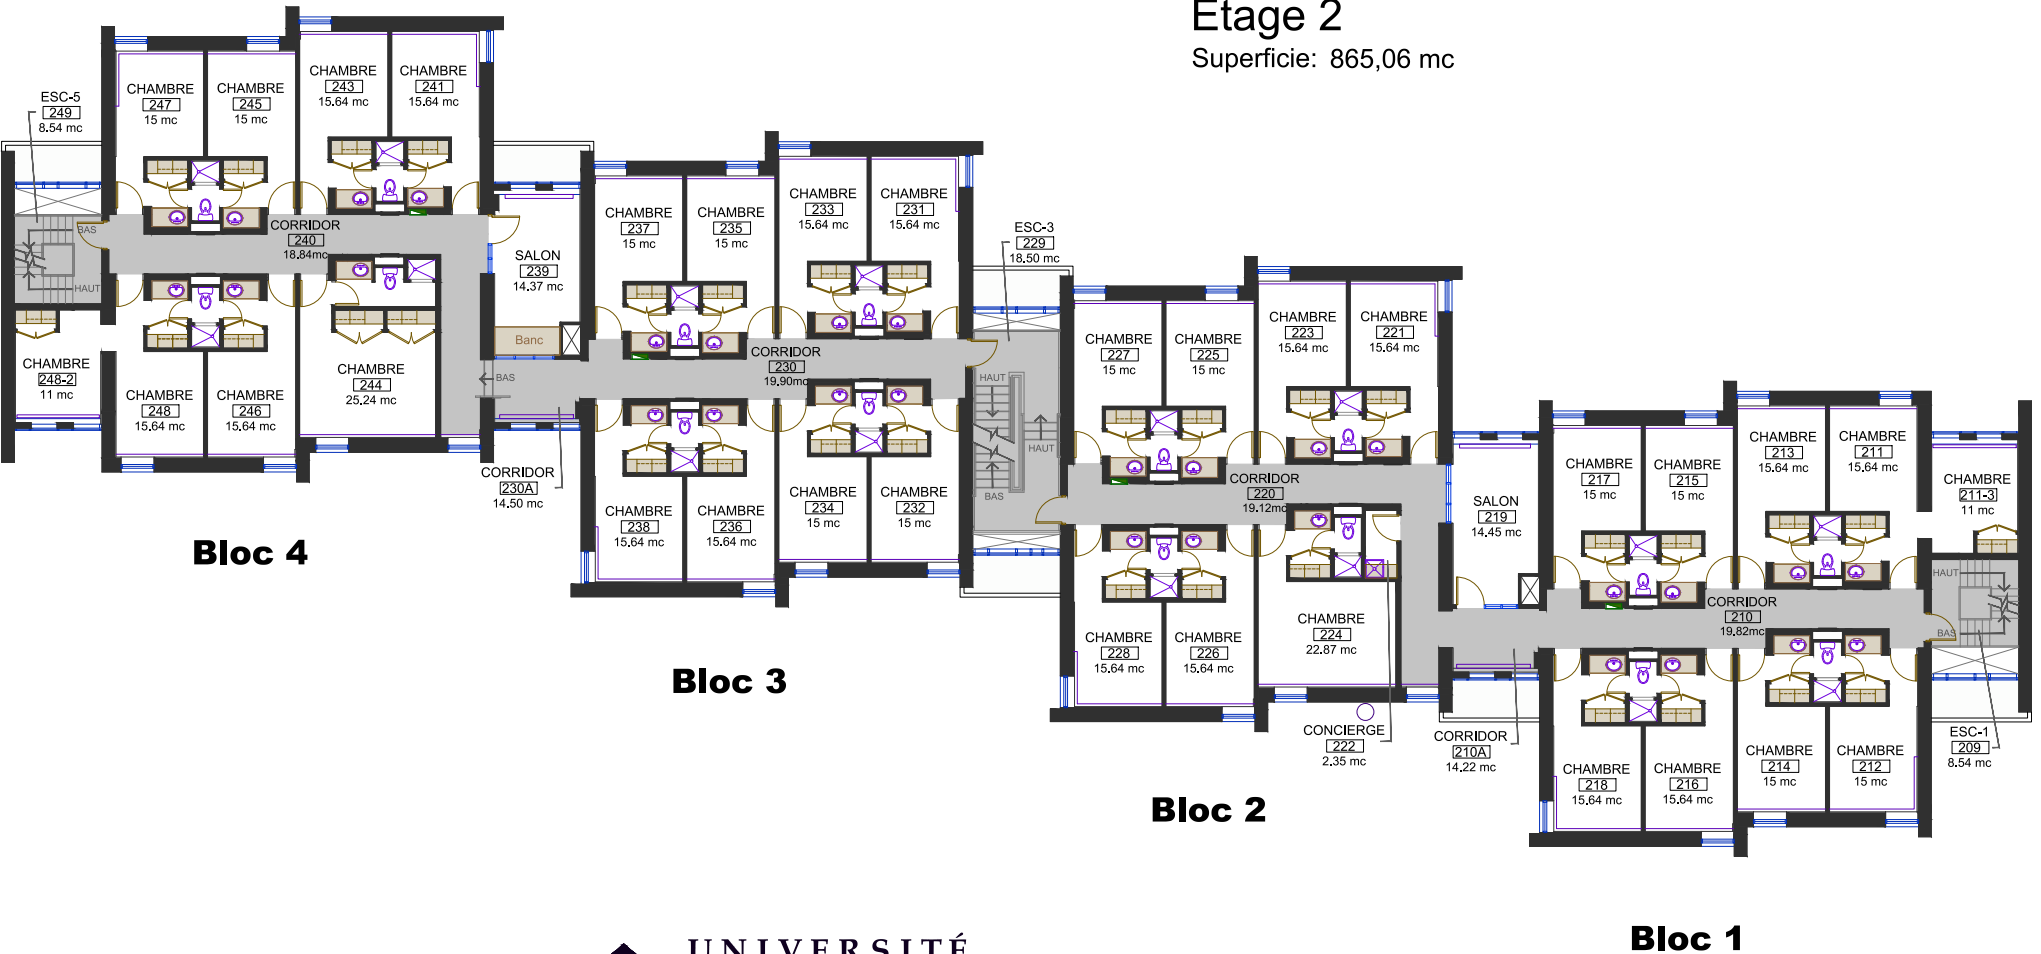 Etage 2
Superficie: 865,06 mc
ESC-5
249
8.54 mc
CHAMBRE
247
15 mc
CHAMBRE
245
15 mc
CHAMBRE
243
15.64 mc
CHAMBRE
241
15.64 mc
BAS
HAUT
CORRIDOR
240
18.84mc
SALON
239
14.37 mc
Banc
BAS
CHAMBRE
248-2
11 mc
CHAMBRE
248
15.64 mc
CHAMBRE
246
15.64 mc
CHAMBRE
244
25.24 mc
CORRIDOR
230A
14.50 mc
Bloc 4
CHAMBRE
237
15 mc
CHAMBRE
235
15 mc
CHAMBRE
233
15.64 mc
CHAMBRE
231
15.64 mc
CORRIDOR
230
19.90mc
CHAMBRE
238
15.64 mc
CHAMBRE
236
15.64 mc
CHAMBRE
234
15 mc
CHAMBRE
232
15 mc
Bloc 3
ESC-3
229
18.50 mc
HAUT
HAUT
BAS
CHAMBRE
227
15 mc
CHAMBRE
225
15 mc
CHAMBRE
223
15.64 mc
CHAMBRE
221
15.64 mc
CORRIDOR
220
19.12mc
CHAMBRE
228
15.64 mc
CHAMBRE
226
15.64 mc
CHAMBRE
224
22.87 mc
CONCIERGE
222
2.35 mc
Bloc 2
SALON
219
14.45 mc
CORRIDOR
210A
14.22 mc
CHAMBRE
217
15 mc
CHAMBRE
215
15 mc
CHAMBRE
213
15.64 mc
CHAMBRE
211
15.64 mc
CHAMBRE
211-3
11 mc
HAUT
BAS
CORRIDOR
210
19.82mc
CHAMBRE
218
15.64 mc
CHAMBRE
216
15.64 mc
CHAMBRE
214
15 mc
CHAMBRE
212
15 mc
ESC-1
209
8.54 mc
Bloc 1
UNIVERSITÉ